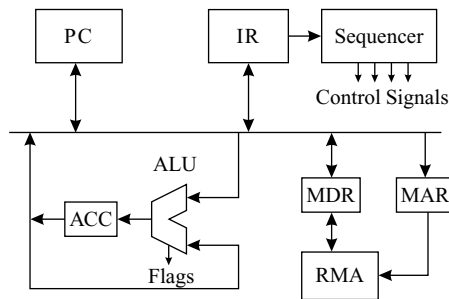 PC
IR
Sequencer
Control Signals
ALU
ACC
MDR
MAR
Flags
RMA